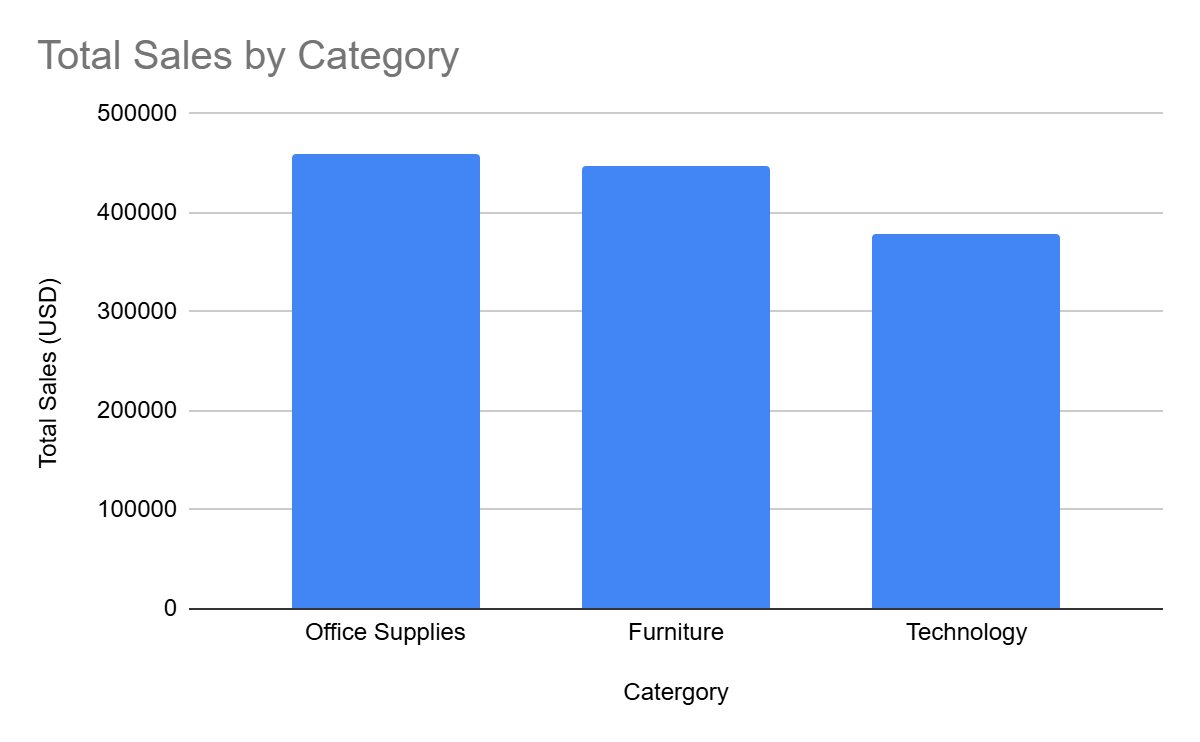 Total Sales by Category
500000
400000
300000
200000
100000
0
Total Sales (USD)
Office Supplies
Furniture
Technology
Catergory